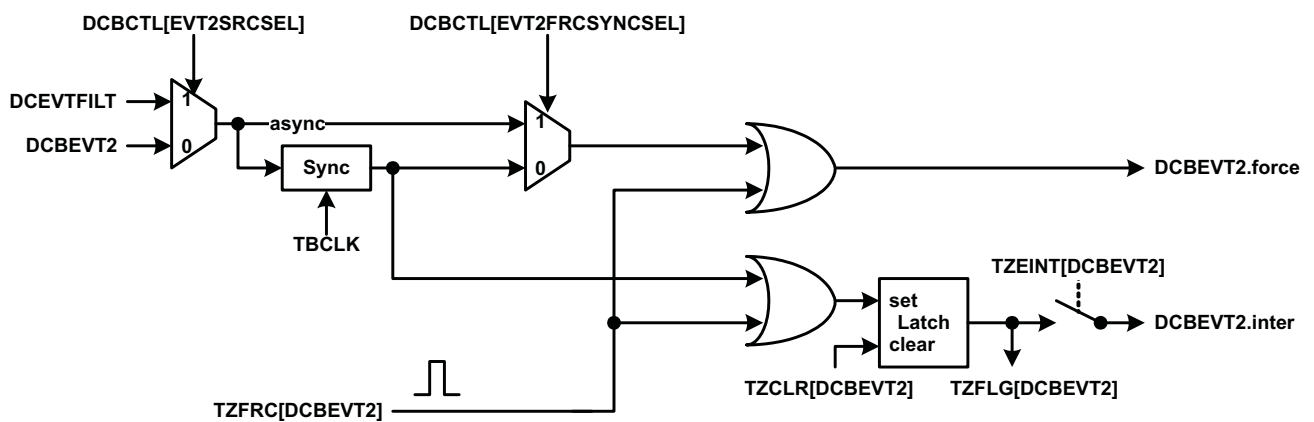 DCBCTL[EVT2SRCSEL]
DCBCTL[EVT2FRCSYNCSEL]
DCEVTFILT
1
async
1
DCBEVT2
0
Sync
0
DCBEVT2.force
TBCLK
TZEINT[DCBEVT2]
set
Latch
clear
DCBEVT2.inter
TZCLR[DCBEVT2]
TZFLG[DCBEVT2]
TZFRC[DCBEVT2]